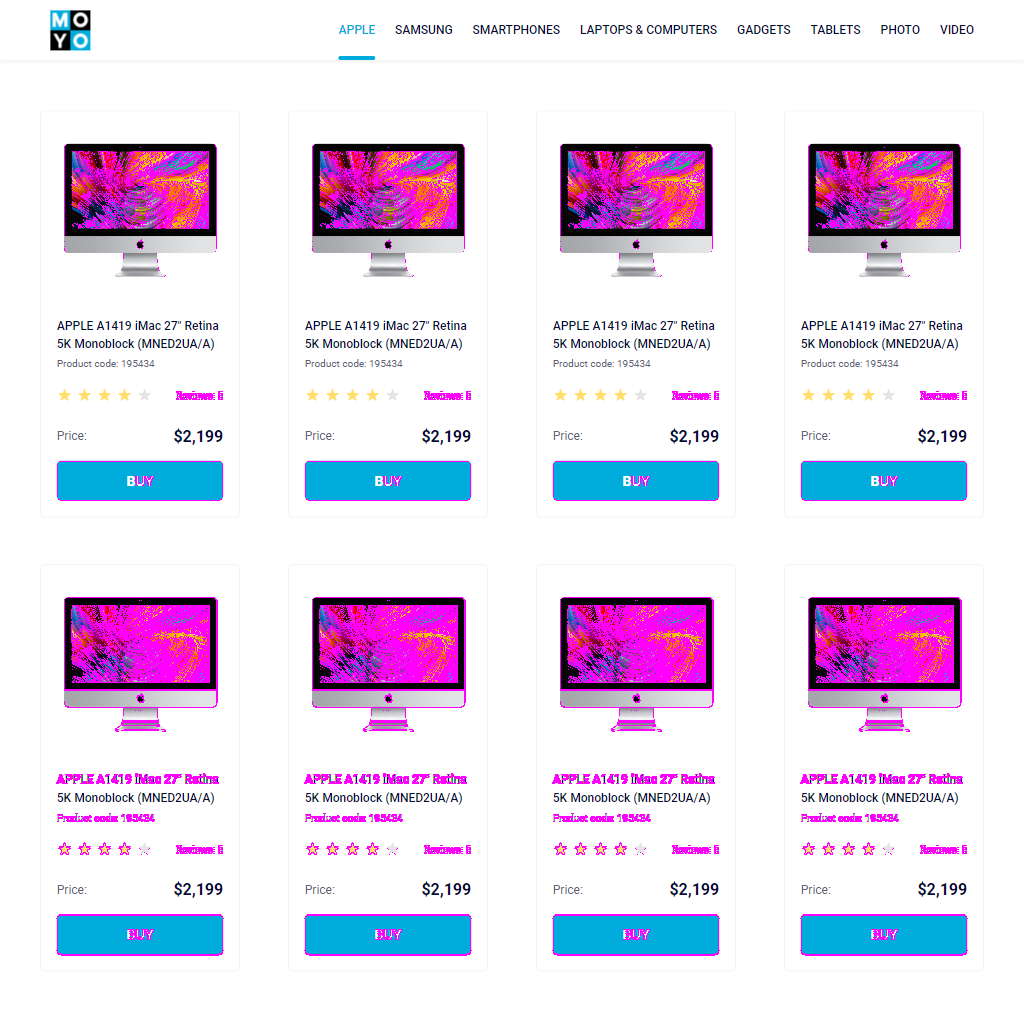 MO
YO
APPLE SAMSUNG SMARTPHONES LAPTOPS & COMPUTERS GADGETS TABLETS PHOTO VIDEO
APPLE A1419 iMac 27" Retina
5K Monoblock (MNED2UA/A)
Product code: 195434
Reviews: 5
Price: $2,199
BUY
APPLE A1419 iMac 27" Retina
5K Monoblock (MNED2UA/A)
Product code: 195434
Reviews: 5
Price: $2,199
BUY
APPLE A1419 iMac 27" Retina
5K Monoblock (MNED2UA/A)
Product code: 195434
Reviews: 5
Price: $2,199
BUY
APPLE A1419 iMac 27" Retina
5K Monoblock (MNED2UA/A)
Product code: 195434
Reviews: 5
Price: $2,199
BUY
APPLE A1419 iMac 27" Retina
5K Monoblock (MNED2UA/A)
Product code: 195434
Reviews: 5
Price: $2,199
BUY
APPLE A1419 iMac 27" Retina
5K Monoblock (MNED2UA/A)
Product code: 195434
Reviews: 5
Price: $2,199
BUY
APPLE A1419 iMac 27" Retina
5K Monoblock (MNED2UA/A)
Product code: 195434
Reviews: 5
Price: $2,199
BUY
APPLE A1419 iMac 27" Retina
5K Monoblock (MNED2UA/A)
Product code: 195434
Reviews: 5
Price: $2,199
BUY